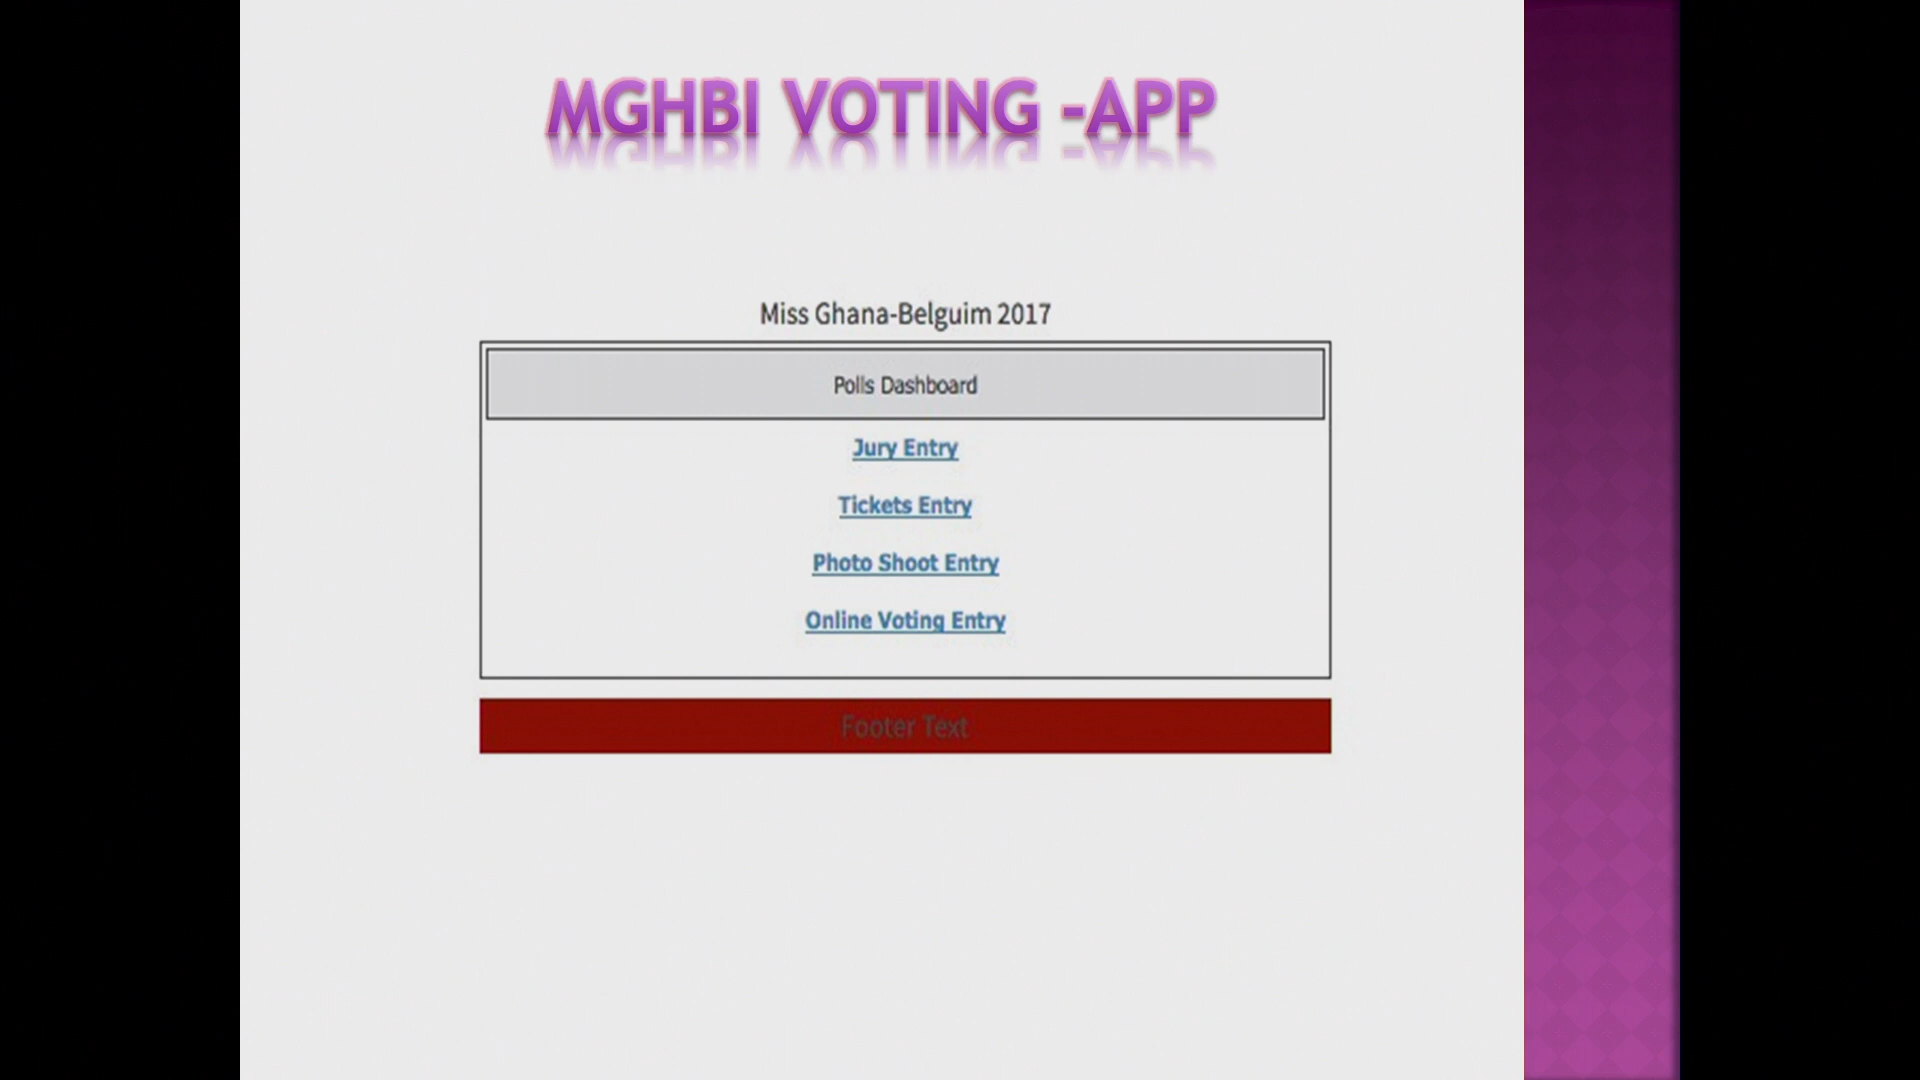 MGHBI VOTING -APP
Miss Ghana-Belguim 2017
Polls Dashboard
Jury Entry
Tickets Entry
Photo Shoot Entry
Online Voting Entry
Footer Text